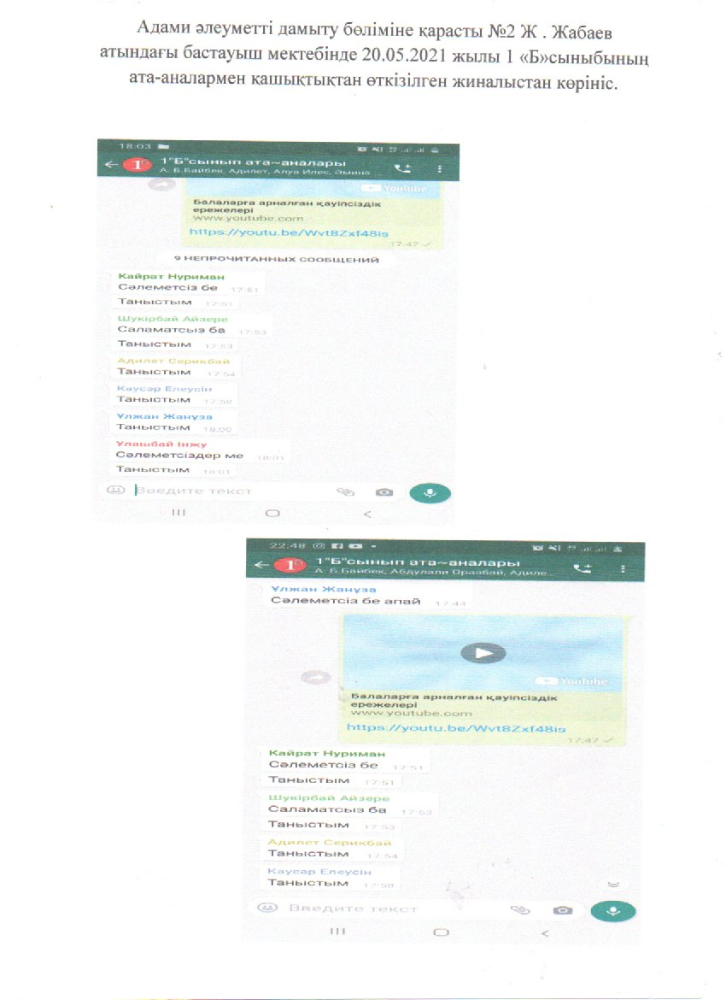 Адами әлеуметті дамыту бөліміне қарасты №2 Ж . Жабаев
атындағы бастауыш мектебінде 20.05.2021 жылы 1 «Б»сыныбының
ата-аналармен қашықтықтан өткізілген жиналыстан көрініс.
18:03
1"Б"сынып ата~аналары
А. Б.Байбек, Адилет, Алуа Илес, Әмина ...
YouTube
Балаларға арналған қауіпсіздік
ережелері
www.youtube.com
https://youtu.be/Wvt8Zxf48is
17:47
9 НЕПРОЧИТАННЫХ СООБЩЕНИЙ
Кайрат Нуриман
Сәлеметсіз бе 17:51
Таныстым 17:51
Шукірбай Айзере
Саламатсыз ба 17:53
Таныстым 17:53
Адилет Серикбай
Таныстым 17:54
Каусәр Елеусін
Таныстым 17:58
Ұлжан Жанұза
Таныстым 18:00
Улашбай Інжу
Сәлеметсіздер ме 18:01
Таныстым 18:01
Введите текст
22:48
1"Б"сынып ата~аналары
А. Б.Байбек, Абдулали Оразбай, Адиле...
Ұлжан Жанұза
Сәлеметсіз бе апай 17:44
YouTube
Балаларға арналған қауіпсіздік
ережелері
www.youtube.com
https://youtu.be/Wvt8Zxf48is
17:47
Кайрат Нуриман
Сәлеметсіз бе 17:51
Таныстым 17:51
Шукірбай Айзере
Саламатсыз ба 17:53
Таныстым 17:53
Адилет Серикбай
Таныстым 17:54
Каусәр Елеусін
Таныстым 17:58
Введите текст